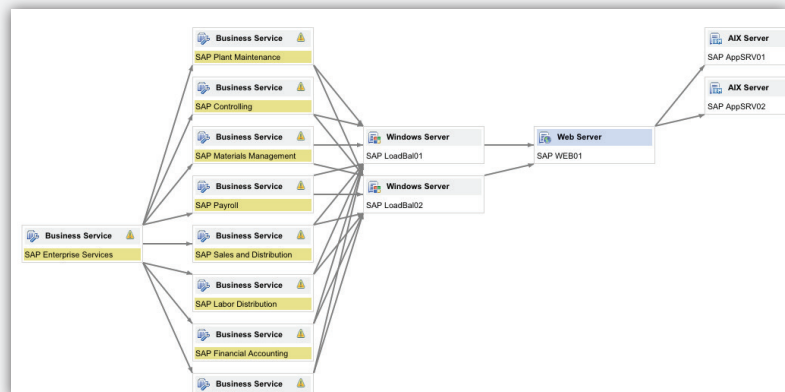 Business Service
SAP Plant Maintenance
Business Service
SAP Controlling
Business Service
SAP Materials Management
Business Service
SAP Payroll
Business Service
SAP Enterprise Services
Business Service
SAP Sales and Distribution
Business Service
SAP Labor Distribution
Business Service
SAP Financial Accounting
Business Service
Windows Server
SAP LoadBal01
Windows Server
SAP LoadBal02
Web Server
SAP WEB01
AIX Server
SAP AppSRV01
AIX Server
SAP AppSRV02